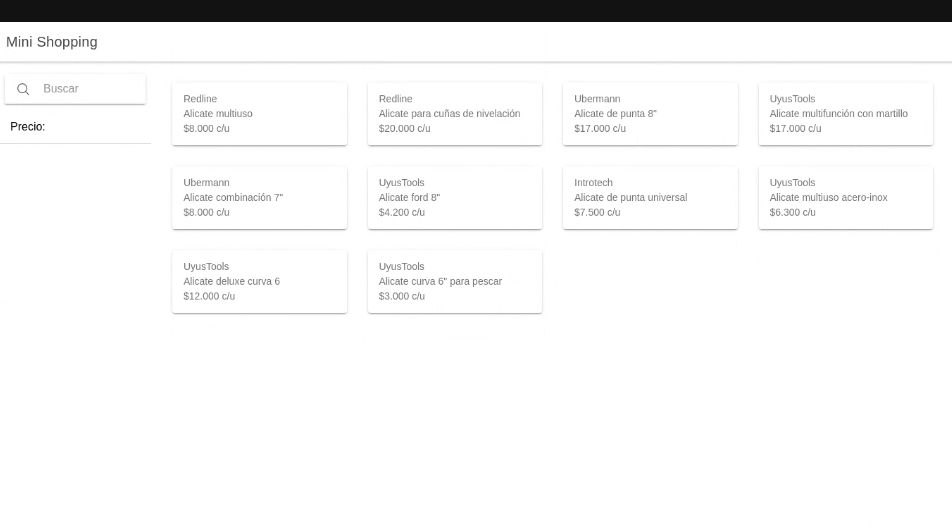 Mini Shopping
Buscar
Precio:
Redline
Alicate multiuso
$8.000 c/u
Redline
Alicate para cuñas de nivelación
$20.000 c/u
Ubermann
Alicate de punta 8"
$17.000 c/u
UyusTools
Alicate multifunción con martillo
$17.000 c/u
Ubermann
Alicate combinación 7"
$8.000 c/u
UyusTools
Alicate ford 8"
$4.200 c/u
Introtech
Alicate de punta universal
$7.500 c/u
UyusTools
Alicate multiuso acero-inox
$6.300 c/u
UyusTools
Alicate deluxe curva 6
$12.000 c/u
UyusTools
Alicate curva 6" para pescar
$3.000 c/u